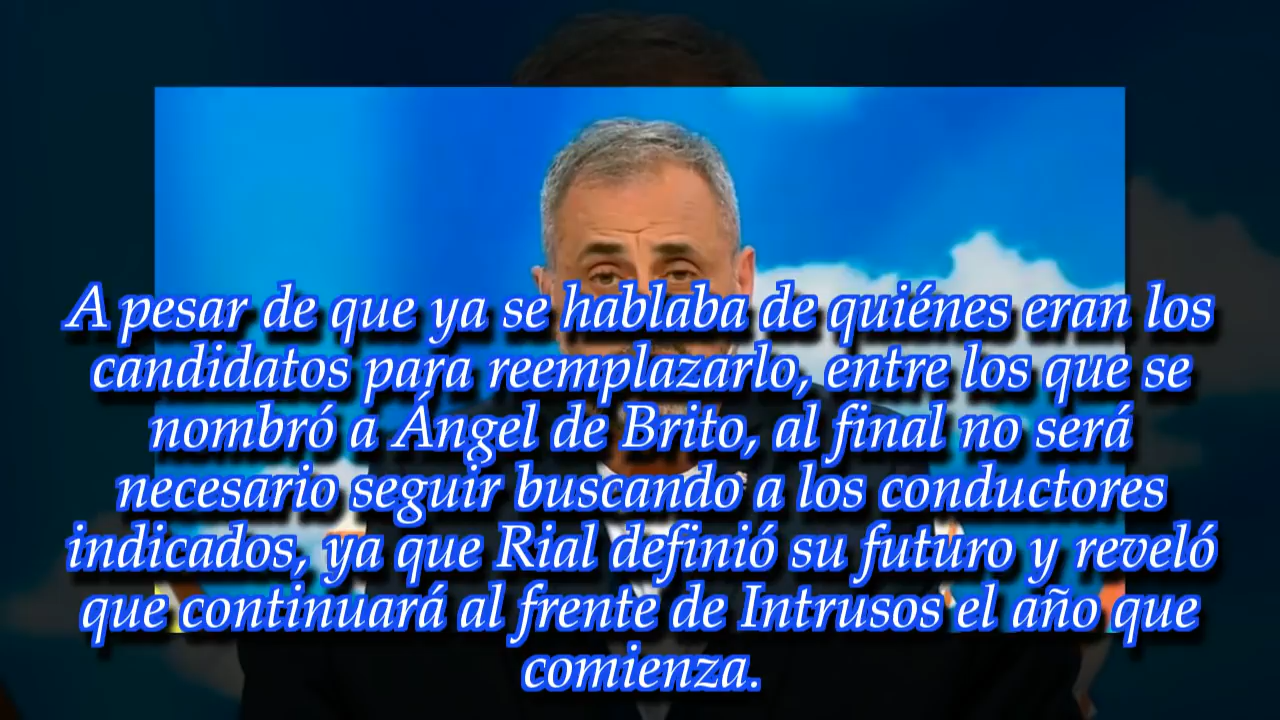 A pesar de que ya se hablaba de quiénes eran los
candidatos para reemplazarlo, entre los que se
nombró a Ángel de Brito, al final no será
necesario seguir buscando a los conductores
indicados, ya que Rial definió su futuro y reveló
que continuará al frente de Intrusos el año que
comienza.